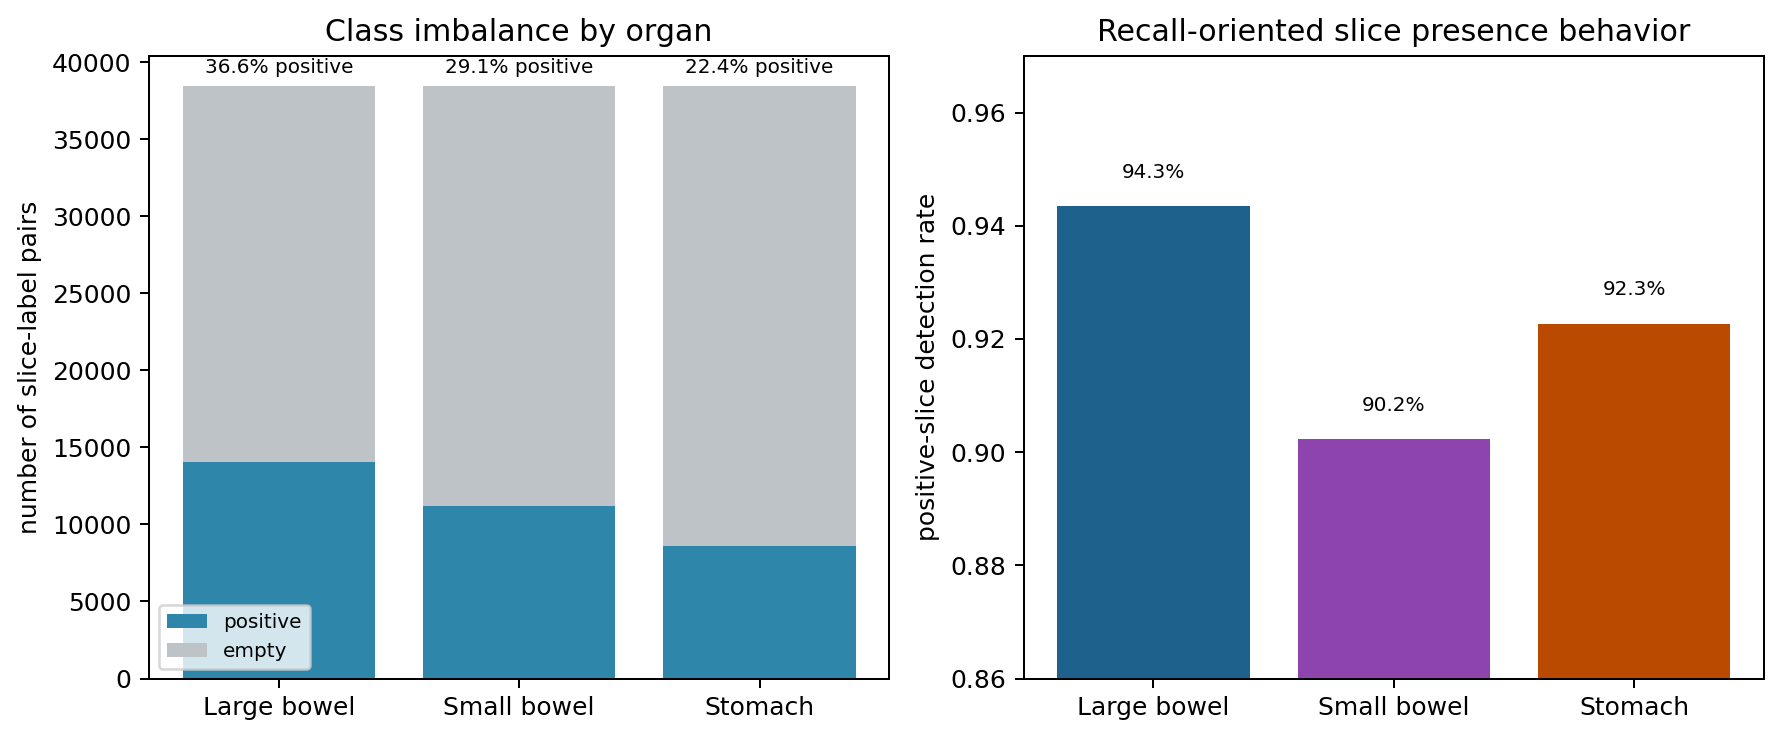 Class imbalance by organ
40000
35000
30000
25000
20000
15000
10000
5000
0
number of slice-label pairs
36.6% positive
29.1% positive
22.4% positive
positive
empty
Large bowel
Small bowel
Stomach
Recall-oriented slice presence behavior
0.96
0.94
0.92
0.90
0.88
0.86
positive-slice detection rate
94.3%
90.2%
92.3%
Large bowel
Small bowel
Stomach